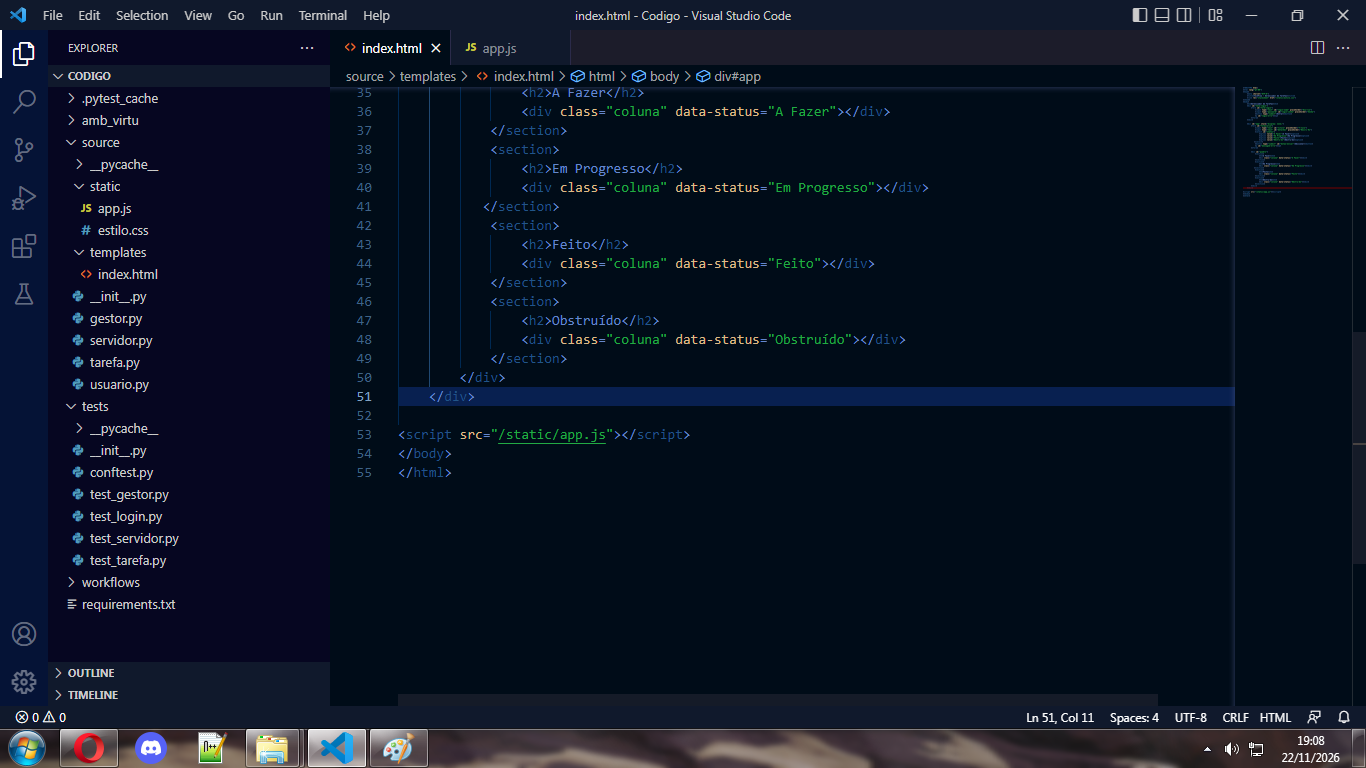 File Edit Selection View Go Run Terminal Help index.html - Codigo - Visual Studio Code
EXPLORER
CODIGO
.pytest_cache
amb_virtu
source
__pycache__
static
JS app.js
# estilo.css
templates
<> index.html
__init__.py
gestor.py
servidor.py
tarefa.py
usuario.py
tests
__pycache__
__init__.py
conftest.py
test_gestor.py
test_login.py
test_servidor.py
test_tarefa.py
workflows
requirements.txt
OUTLINE
TIMELINE
<> index.html JS app.js
source > templates > <> index.html > html > body > div#app
35 <h2>A Fazer</h2>
36 <div class="coluna" data-status="A Fazer"></div>
37 </section>
38 <section>
39 <h2>Em Progresso</h2>
40 <div class="coluna" data-status="Em Progresso"></div>
41 </section>
42 <section>
43 <h2>Feito</h2>
44 <div class="coluna" data-status="Feito"></div>
45 </section>
46 <section>
47 <h2>Obstruído</h2>
48 <div class="coluna" data-status="Obstruído"></div>
49 </section>
50 </div>
51 </div>
52
53 <script src="/static/app.js"></script>
54 </body>
55 </html>
0 0 Ln 51, Col 11 Spaces: 4 UTF-8 CRLF HTML
19:08
22/11/2026